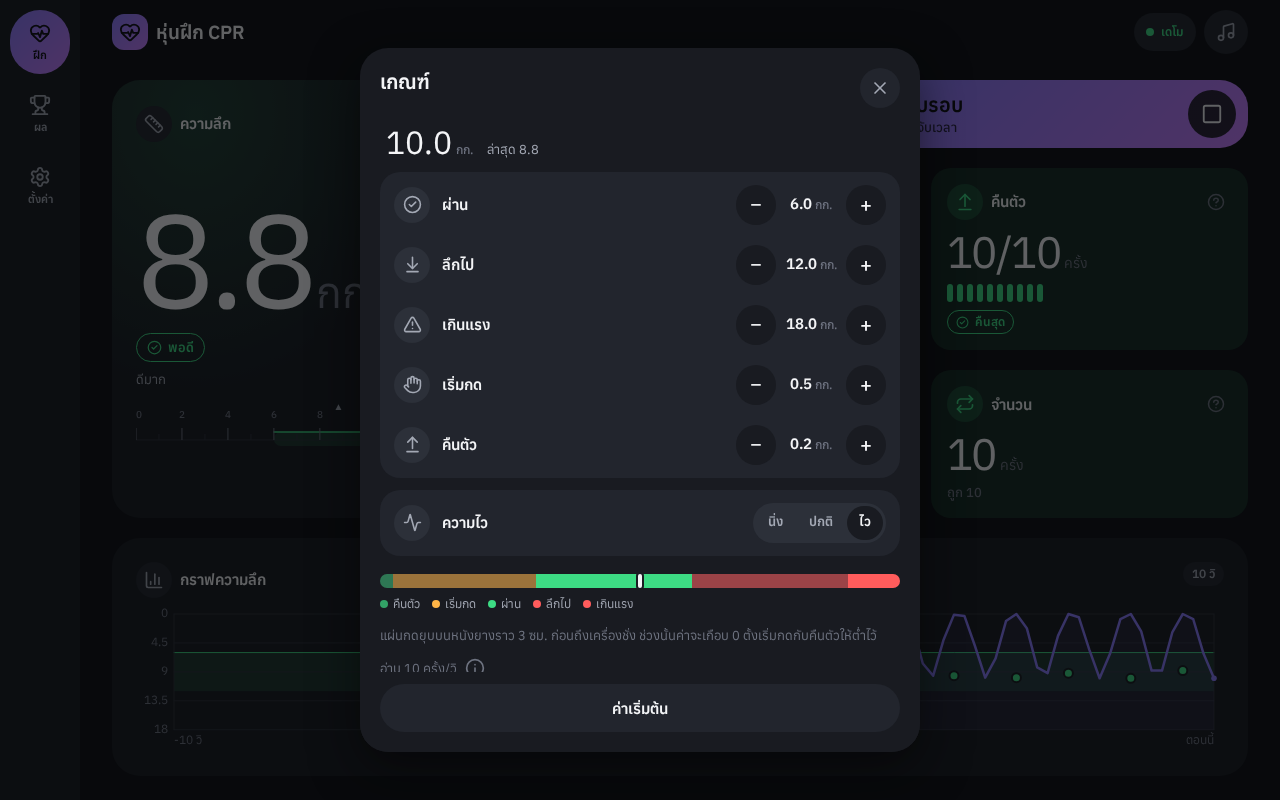 ฝึก
ผล
ตั้งค่า
หุ่นฝึก CPR
เดโม
ความลึก
8.8
พอดี
ดีมาก
0 2 4 6 8
คืนตัว
10/10 ครั้ง
คืนสุด
จำนวน
10 ครั้ง
ถูก 10
กราฟความลึก
10 วิ
0
4.5
9
13.5
18
-10 วิ
ตอนนี้
เกณฑ์
10.0 กก. ล่าสุด 8.8
ผ่าน − 6.0 กก. +
ลึกไป − 12.0 กก. +
เกินแรง − 18.0 กก. +
เริ่มกด − 0.5 กก. +
คืนตัว − 0.2 กก. +
ความไว นิ่ง ปกติ ไว
คืนตัว เริ่มกด ผ่าน ลึกไป เกินแรง
แผ่นกดยุบบนหนังยางราว 3 ซม. ก่อนถึงเครื่องชั่ง ช่วงนั้นค่าจะเกือบ 0 ตั้งเริ่มกดกับคืนตัวให้ต่ำไว้
อ่าน 10 ครั้ง/วิ
ค่าเริ่มต้น